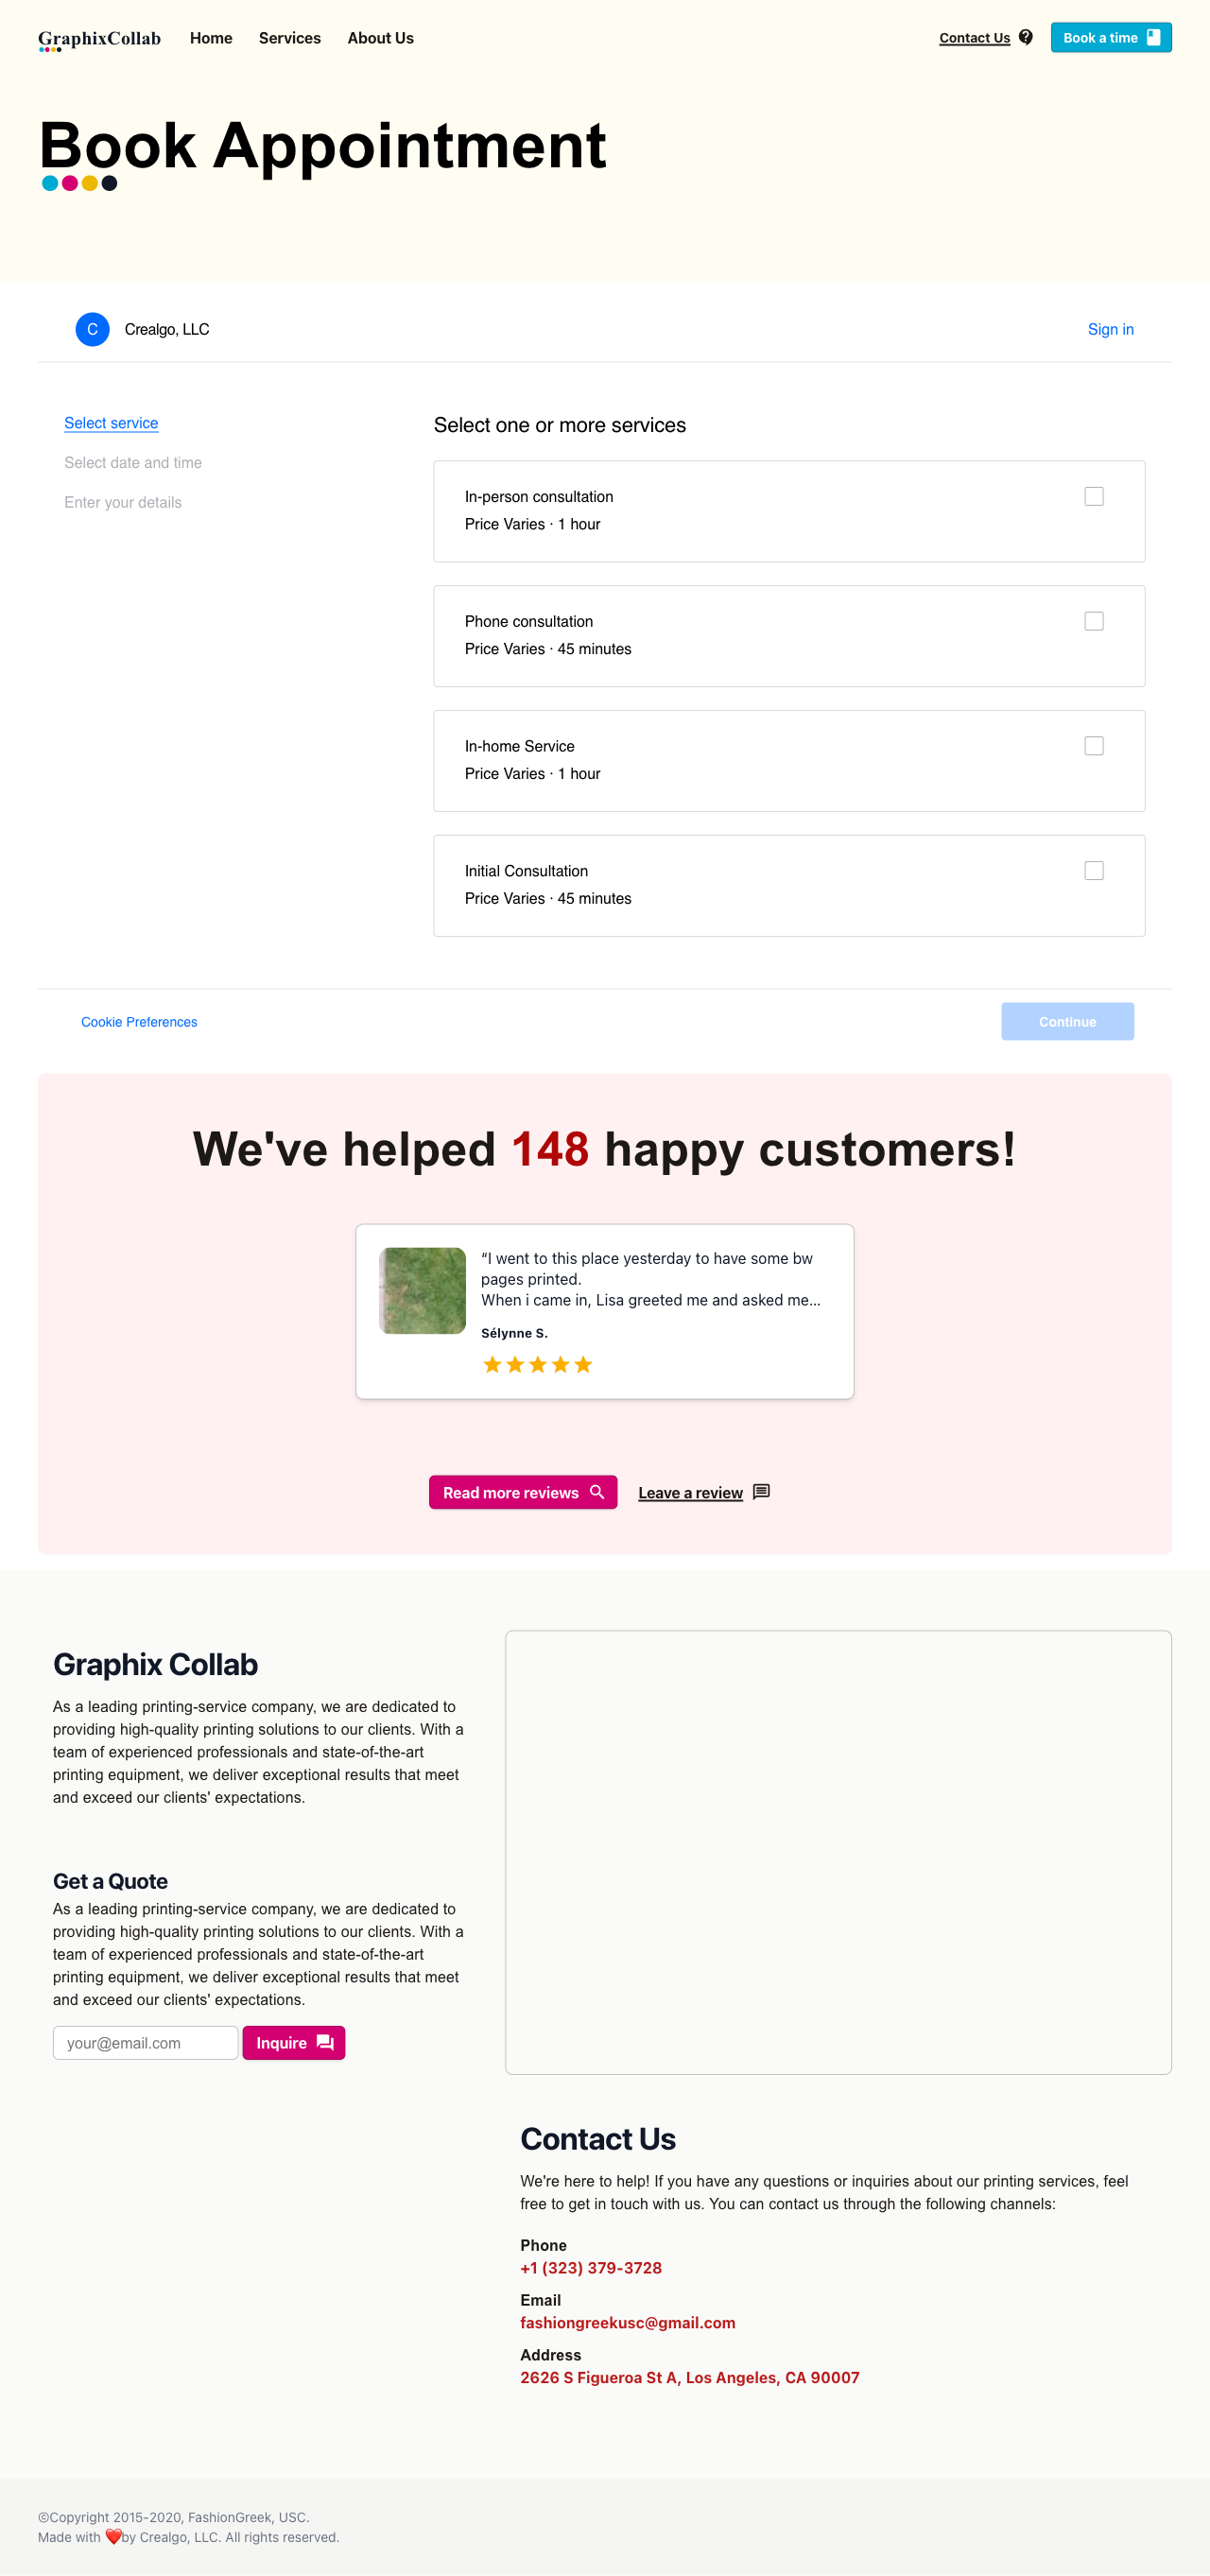 GraphixCollab
Home
Services
About Us
Contact Us
Book a time
Book Appointment
C
Crealgo, LLC
Sign in
Select service
Select date and time
Enter your details
Select one or more services
In-person consultation
Price Varies · 1 hour
Phone consultation
Price Varies · 45 minutes
In-home Service
Price Varies · 1 hour
Initial Consultation
Price Varies · 45 minutes
Cookie Preferences
Continue
We've helped 148 happy customers!
“I went to this place yesterday to have some bw
pages printed.
When i came in, Lisa greeted me and asked me...
Sélynne S.
Read more reviews
Leave a review
Graphix Collab
As a leading printing-service company, we are dedicated to
providing high-quality printing solutions to our clients. With a
team of experienced professionals and state-of-the-art
printing equipment, we deliver exceptional results that meet
and exceed our clients' expectations.
Get a Quote
As a leading printing-service company, we are dedicated to
providing high-quality printing solutions to our clients. With a
team of experienced professionals and state-of-the-art
printing equipment, we deliver exceptional results that meet
and exceed our clients' expectations.
your@email.com
Inquire
Contact Us
We're here to help! If you have any questions or inquiries about our printing services, feel
free to get in touch with us. You can contact us through the following channels:
Phone
+1 (323) 379-3728
Email
fashiongreekusc@gmail.com
Address
2626 S Figueroa St A, Los Angeles, CA 90007
©Copyright 2015-2020, FashionGreek, USC.
Made with ❤️by Crealgo, LLC. All rights reserved.